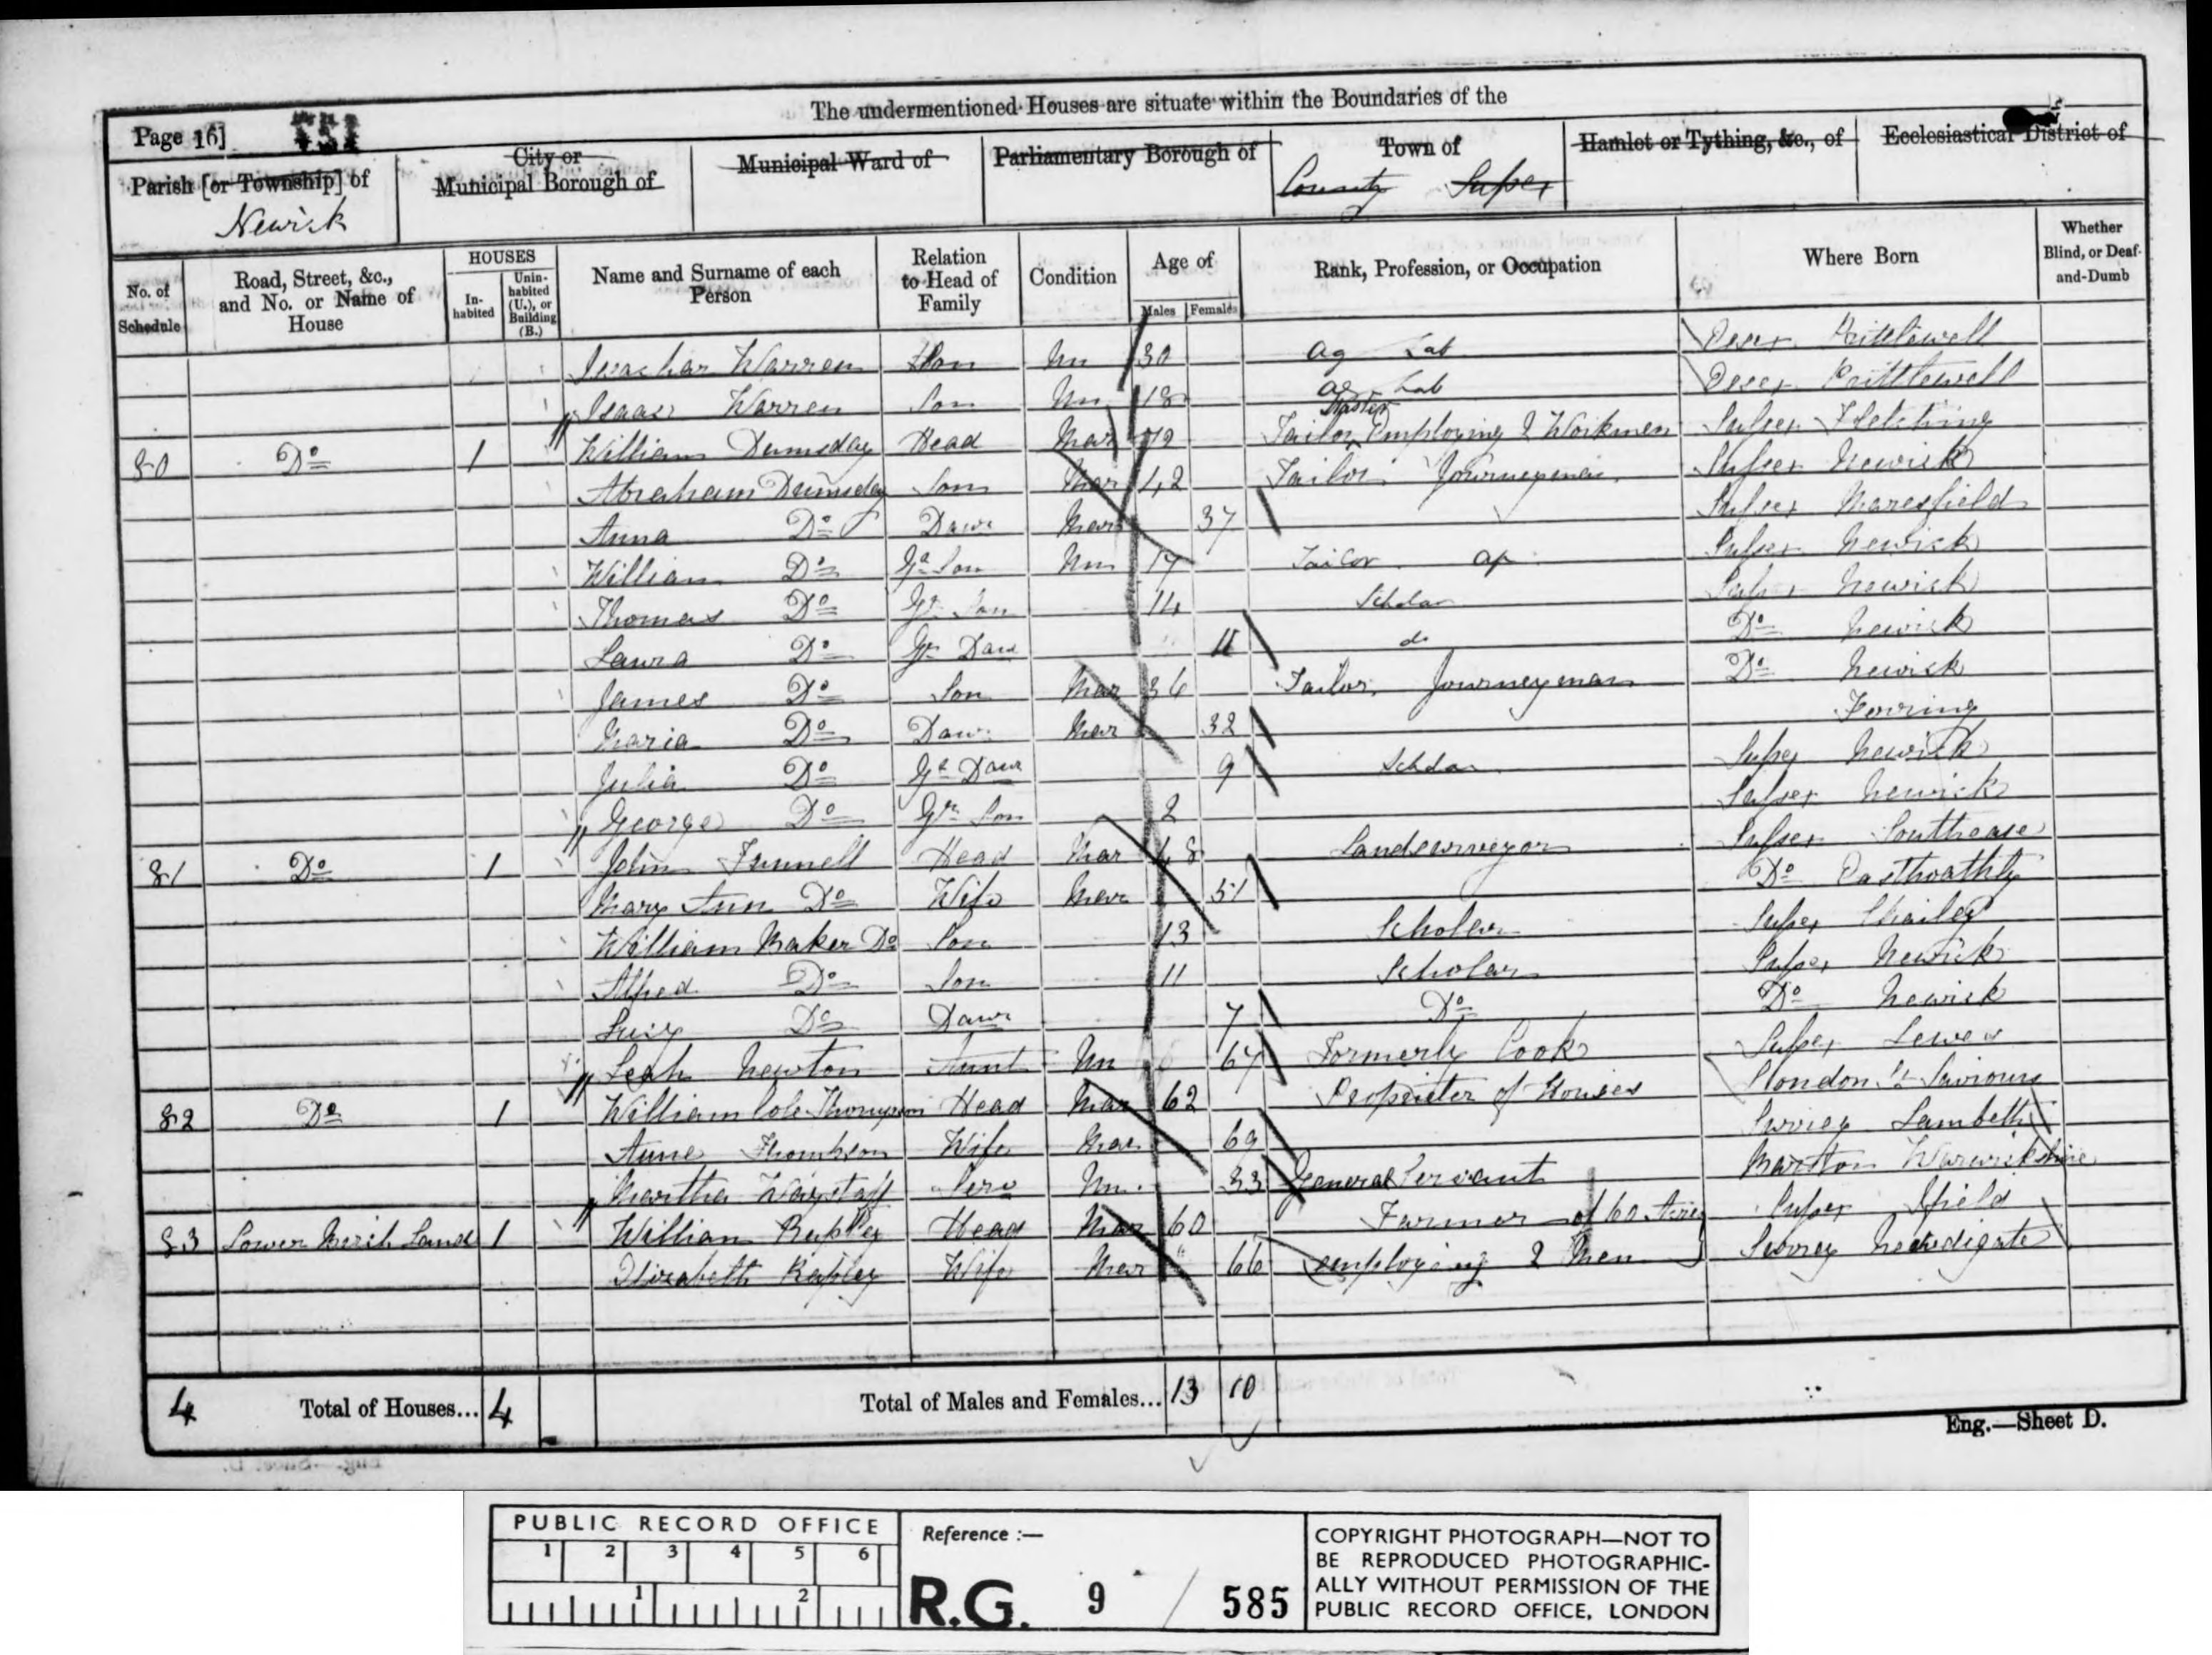 The undermentioned Houses are situate within the Boundaries of the
Page 16]
Parish [or Township] of
Newick
City or
Municipal Borough of
Municipal Ward of
Parliamentary Borough of
Town of
County Sussex
Hamlet or Tything, &c., of
Ecclesiastical District of
No. of
Schedule
Road, Street, &c.,
and No. or Name of
House
HOUSES
In-
habited
Unin-
habited
(U.), or
Building
(B.)
Name and Surname of each
Person
Relation
to Head of
Family
Condition
Age of
Males
Females
Rank, Profession, or Occupation
Where Born
Whether
Blind, or Deaf-
and-Dumb
Warren Son Un 30 Ag Lab Essex Prittlewell
Isaac Warren Son Un 18 Ag Lab Essex Prittlewell
80 Do 1 William Dumsday Head Mar 72 Tailor Master Employing 2 Workmen Sussex Fletching
Abraham Dumsday Son Mar 42 Tailor Journeyman Sussex Newick
Anna Do Daur Mar 37 Sussex Maresfield
William Do Gd Son Un 17 Tailor ap Sussex Newick
Thomas Do Gr Son 14 Scholar Sussex Newick
Laura Do Gr Daur 11 do Do Newick
James Do Son Mar 36 Tailor Journeyman Do Newick
Maria Do Daur Mar 32 Ferring
Julia Do Gd Daur 9 Scholar Sussex Newick
George Do Gr Son 2 Sussex Newick
81 Do 1 John Funnell Head Mar 48 Landsurveyor Sussex Southease
Mary Ann Do Wife Mar 51 Do Easthoathly
William Baker Do Son 13 Scholar Sussex Chailey
Alfred Do Son 11 Scholar Sussex Newick
Lucy Do Daur 7 Do Do Newick
Leah Newton Aunt Un 67 Formerly Cook Sussex Lewes
82 Do 1 William Cole Thompson Head Mar 62 Proprietor of Houses London St Saviours
Anne Thompson Wife Mar 69 Surrey Lambeth
Martha Wagstaff Serv Un 33 General Servant Barston Warwickshire
83 Lower Land 1 William Rapley Head Mar 60 Farmer of 60 Acres Sussex Ifield
Elizabeth Rapley Wife Mar 66 employing 2 Men Surrey Newdigate
4 Total of Houses... 4 Total of Males and Females... 13 10
Eng.—Sheet D.
PUBLIC RECORD OFFICE
1 2 3 4 5 6
1 2
Reference :—
R.G. 9 / 585
COPYRIGHT PHOTOGRAPH—NOT TO
BE REPRODUCED PHOTOGRAPHIC-
ALLY WITHOUT PERMISSION OF THE
PUBLIC RECORD OFFICE, LONDON